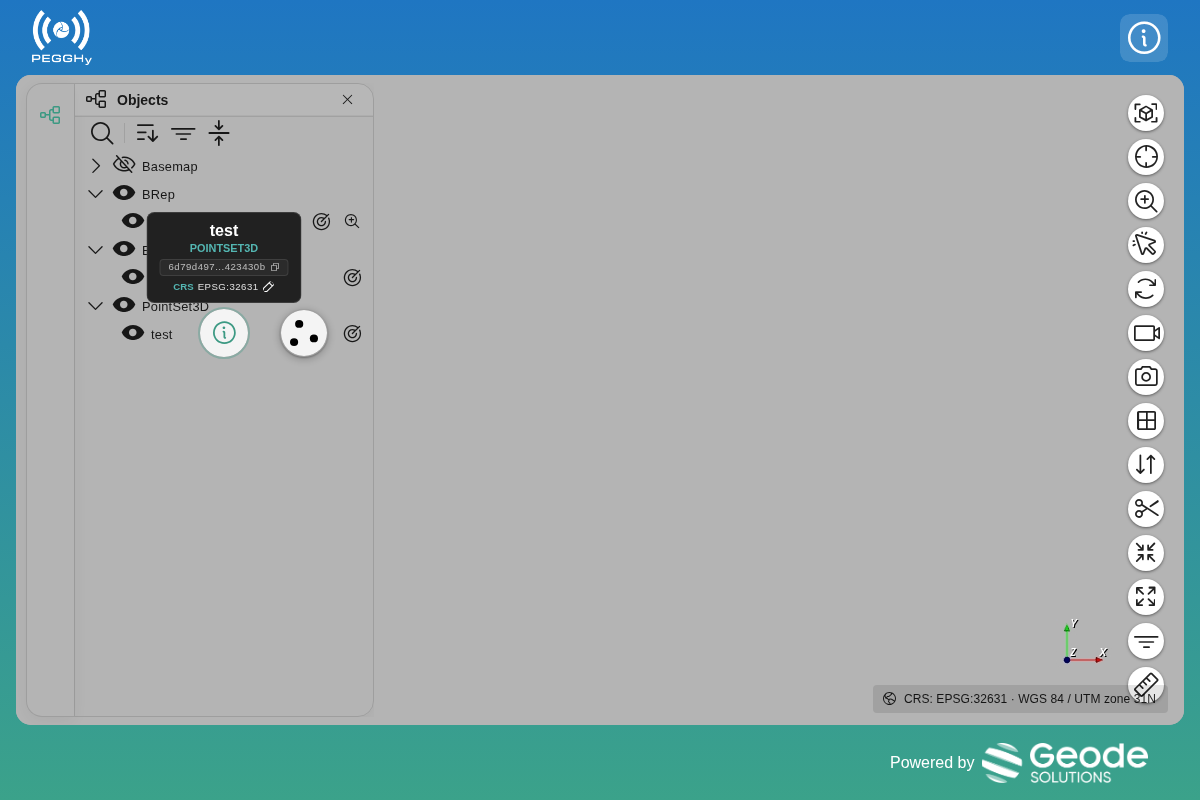 PEGGHy
Objects
Basemap
BRep
test
POINTSET3D
6d79d497...423430b
CRS EPSG:32631
PointSet3D
test
Y
Z X
CRS: EPSG:32631 · WGS 84 / UTM zone 31N
Powered by Geode
SOLUTIONS